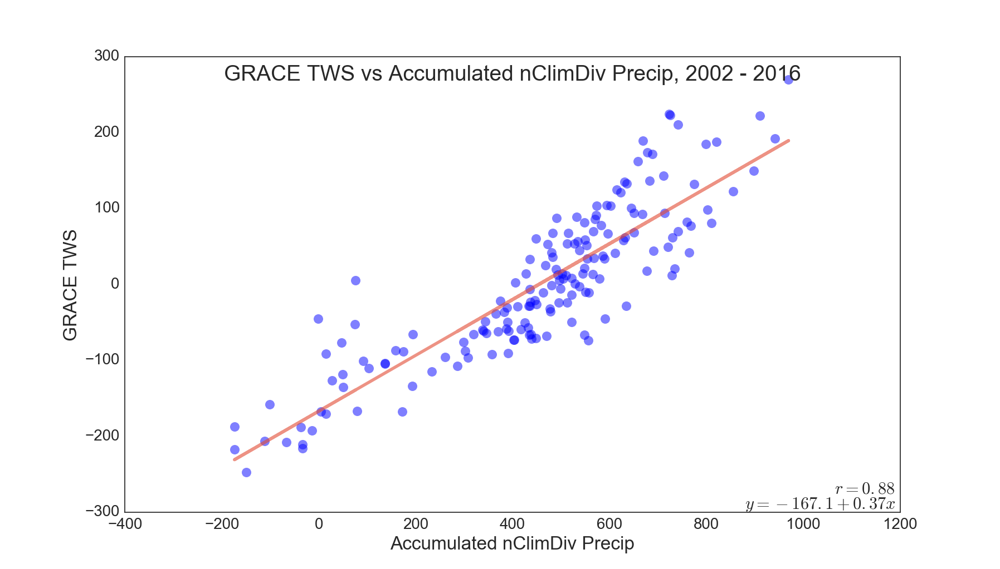 GRACE TWS vs Accumulated nClimDiv Precip, 2002 - 2016
300
200
100
0
−100
−200
−300
GRACE TWS
r = 0.88
y = −167.1 + 0.37x
−400 −200 0 200 400 600 800 1000 1200
Accumulated nClimDiv Precip